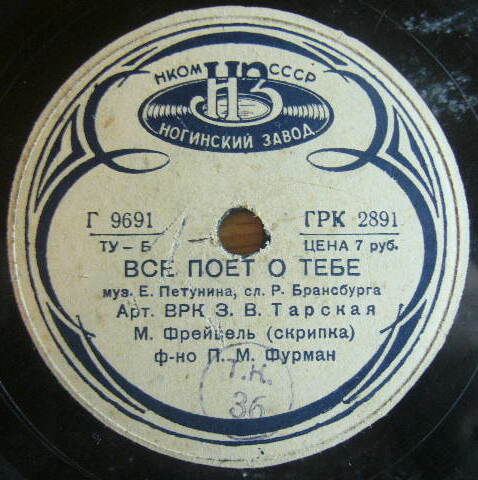 НКОМ НЗ СССР
НОГИНСКИЙ ЗАВОД
Г 9691 ГРК 2891
ТУ – Б ЦЕНА 7 руб.
ВСЕ ПОЕТ О ТЕБЕ
муз. Е. Петунина, сл. Р. Брансбурга
Арт. ВРК З. В. Тарская
М. Фрейдель (скрипка)
ф-но П. М. Фурман
Т.К.
36